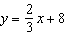 y = 2/3 x + 8